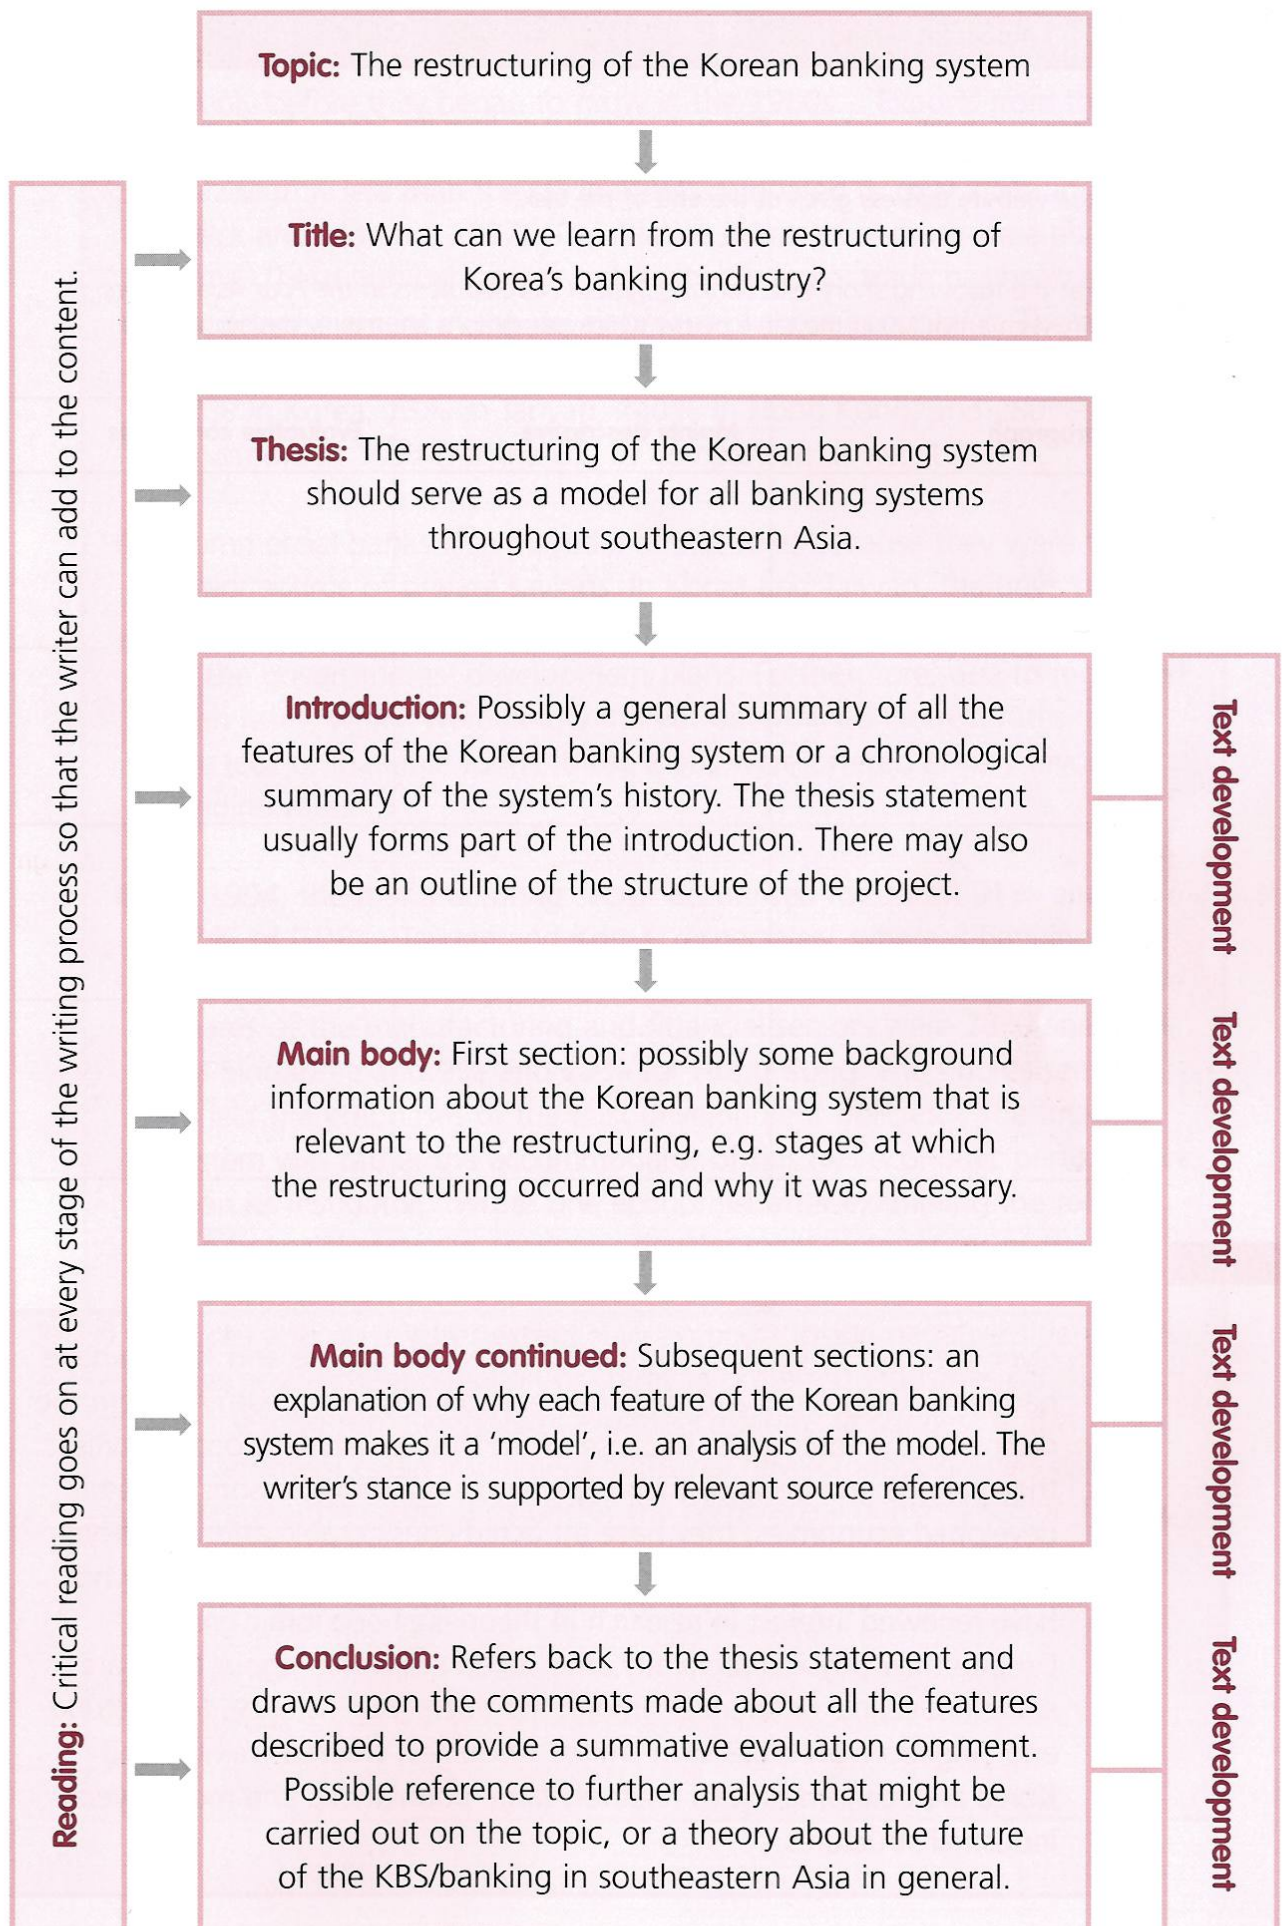 Topic: The restructuring of the Korean banking system
Title: What can we learn from the restructuring of
Korea's banking industry?
Thesis: The restructuring of the Korean banking system
should serve as a model for all banking systems
throughout southeastern Asia.
Introduction: Possibly a general summary of all the
features of the Korean banking system or a chronological
summary of the system's history. The thesis statement
usually forms part of the introduction. There may also
be an outline of the structure of the project.
Main body: First section: possibly some background
information about the Korean banking system that is
relevant to the restructuring, e.g. stages at which
the restructuring occurred and why it was necessary.
Main body continued: Subsequent sections: an
explanation of why each feature of the Korean banking
system makes it a 'model', i.e. an analysis of the model. The
writer's stance is supported by relevant source references.
Conclusion: Refers back to the thesis statement and
draws upon the comments made about all the features
described to provide a summative evaluation comment.
Possible reference to further analysis that might be
carried out on the topic, or a theory about the future
of the KBS/banking in southeastern Asia in general.
Reading: Critical reading goes on at every stage of the writing process so that the writer can add to the content.
Text development
Text development
Text development
Text development